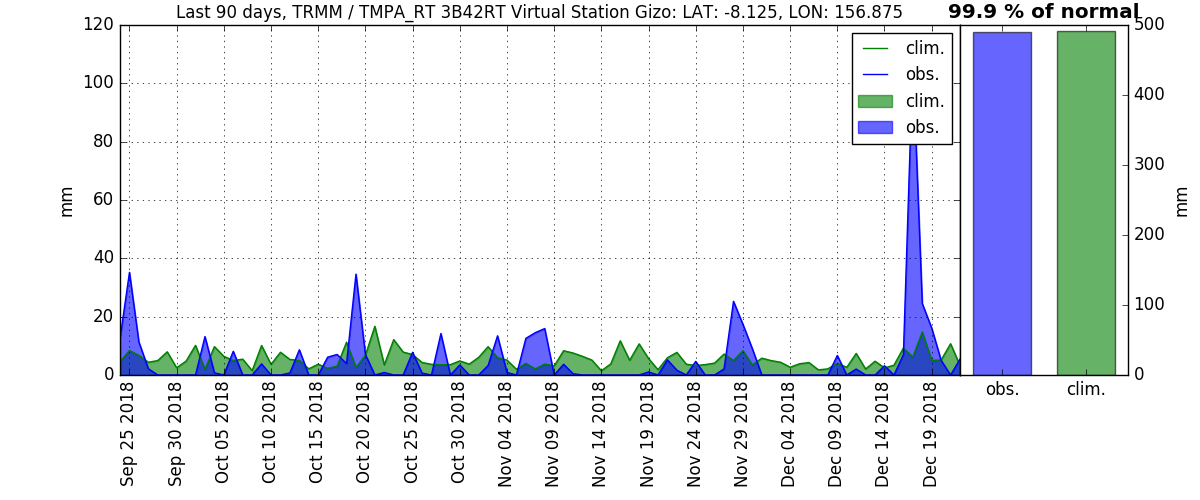 Last 90 days, TRMM / TMPA_RT 3B42RT Virtual Station Gizo: LAT: -8.125, LON: 156.875
99.9 % of normal
120
100
80
60
40
20
0
mm
clim.
obs.
clim.
obs.
500
400
300
200
100
0
mm
obs.
clim.
Sep 25 2018
Sep 30 2018
Oct 05 2018
Oct 10 2018
Oct 15 2018
Oct 20 2018
Oct 25 2018
Oct 30 2018
Nov 04 2018
Nov 09 2018
Nov 14 2018
Nov 19 2018
Nov 24 2018
Nov 29 2018
Dec 04 2018
Dec 09 2018
Dec 14 2018
Dec 19 2018